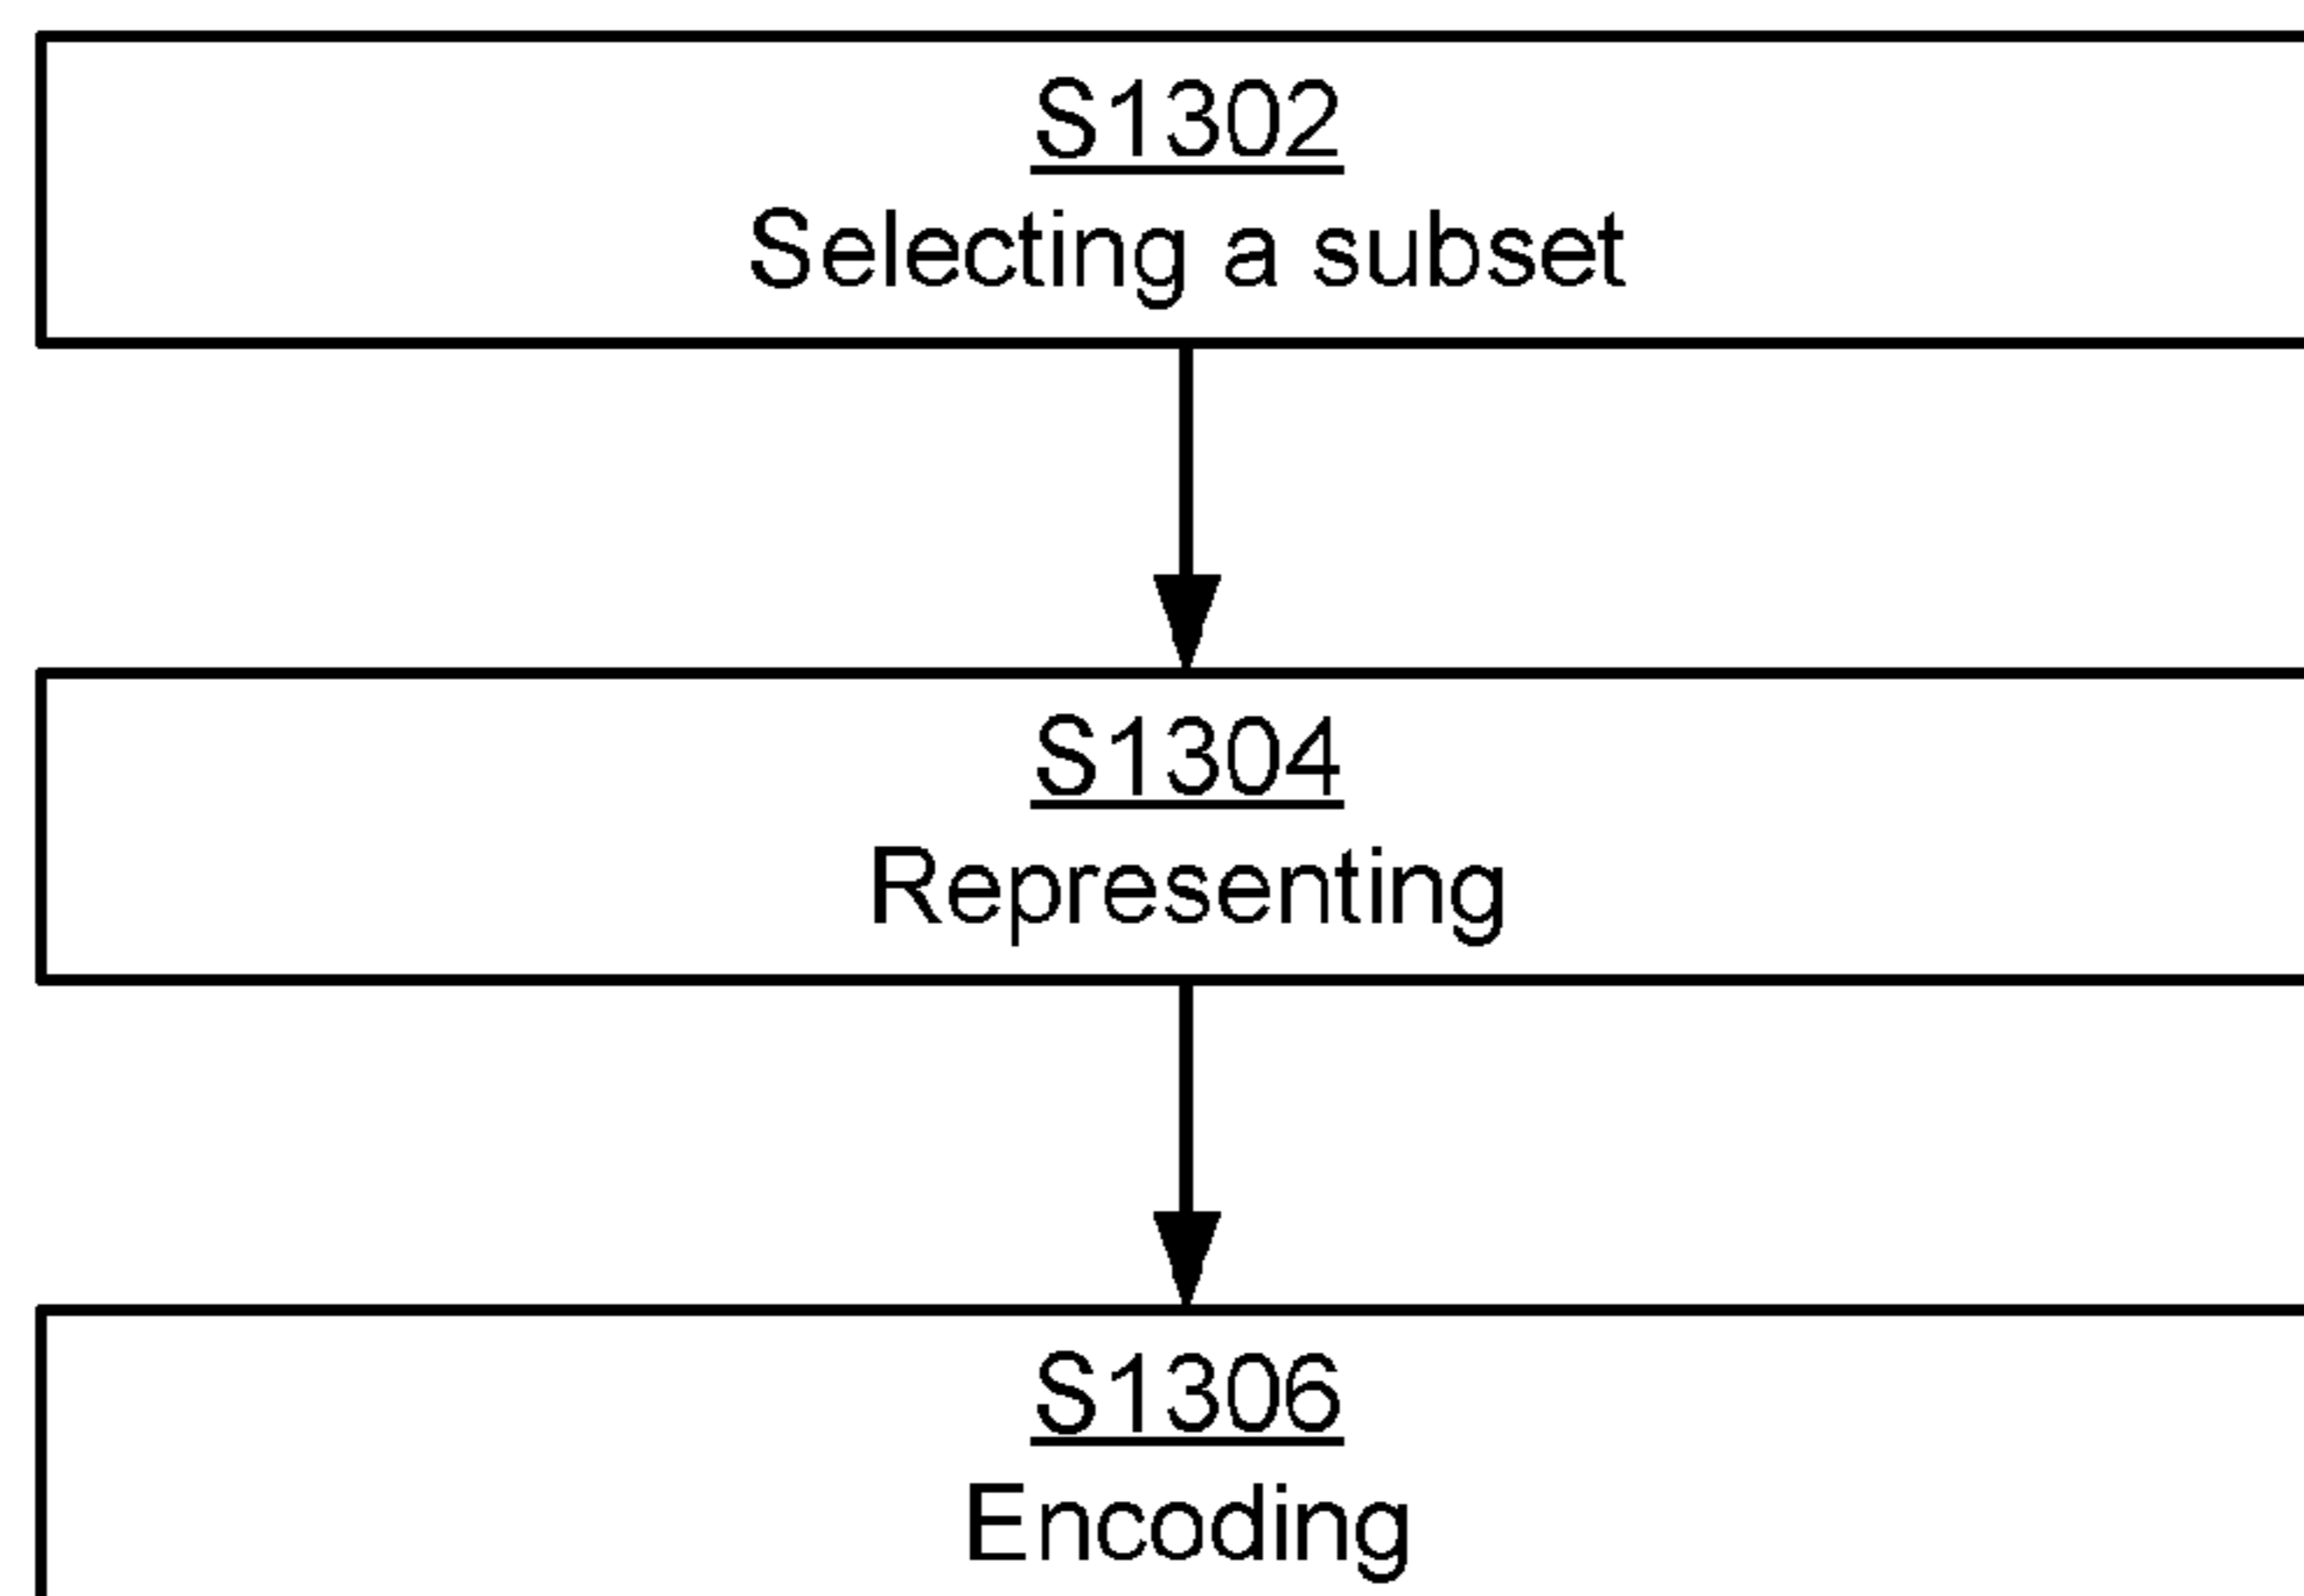 S1302
Selecting a subset
S1304
Representing
S1306
Encoding